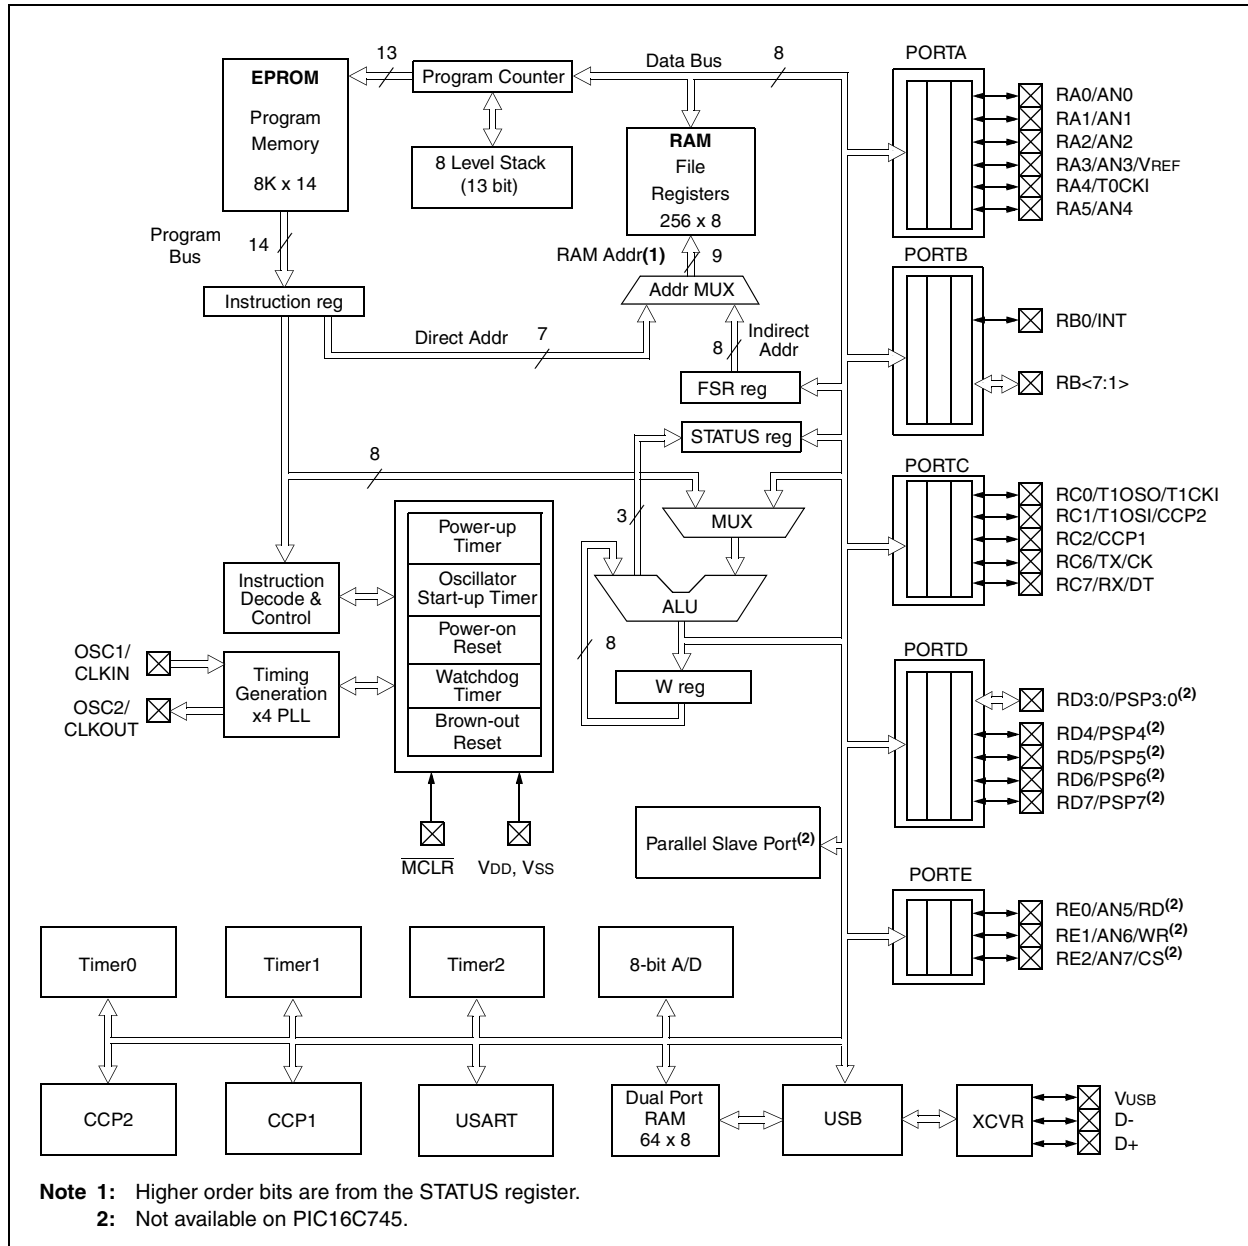 EPROM
Program
Memory
8K x 14
13
Program Counter
Data Bus
8
8 Level Stack
(13 bit)
RAM
File
Registers
256 x 8
Program
Bus
14
RAM Addr(1)
9
Addr MUX
Instruction reg
Direct Addr
7
8
Indirect
Addr
FSR reg
STATUS reg
8
3
MUX
ALU
8
W reg
Power-up
Timer
Oscillator
Start-up Timer
Power-on
Reset
Watchdog
Timer
Brown-out
Reset
Instruction
Decode &
Control
OSC1/
CLKIN
OSC2/
CLKOUT
Timing
Generation
x4 PLL
MCLR
VDD, VSS
Parallel Slave Port(2)
PORTA
RA0/AN0
RA1/AN1
RA2/AN2
RA3/AN3/VREF
RA4/T0CKI
RA5/AN4
PORTB
RB0/INT
RB<7:1>
PORTC
RC0/T1OSO/T1CKI
RC1/T1OSI/CCP2
RC2/CCP1
RC6/TX/CK
RC7/RX/DT
PORTD
RD3:0/PSP3:0(2)
RD4/PSP4(2)
RD5/PSP5(2)
RD6/PSP6(2)
RD7/PSP7(2)
PORTE
RE0/AN5/RD(2)
RE1/AN6/WR(2)
RE2/AN7/CS(2)
Timer0
Timer1
Timer2
8-bit A/D
CCP2
CCP1
USART
Dual Port
RAM
64 x 8
USB
XCVR
VUSB
D-
D+
Note 1: Higher order bits are from the STATUS register.
2: Not available on PIC16C745.